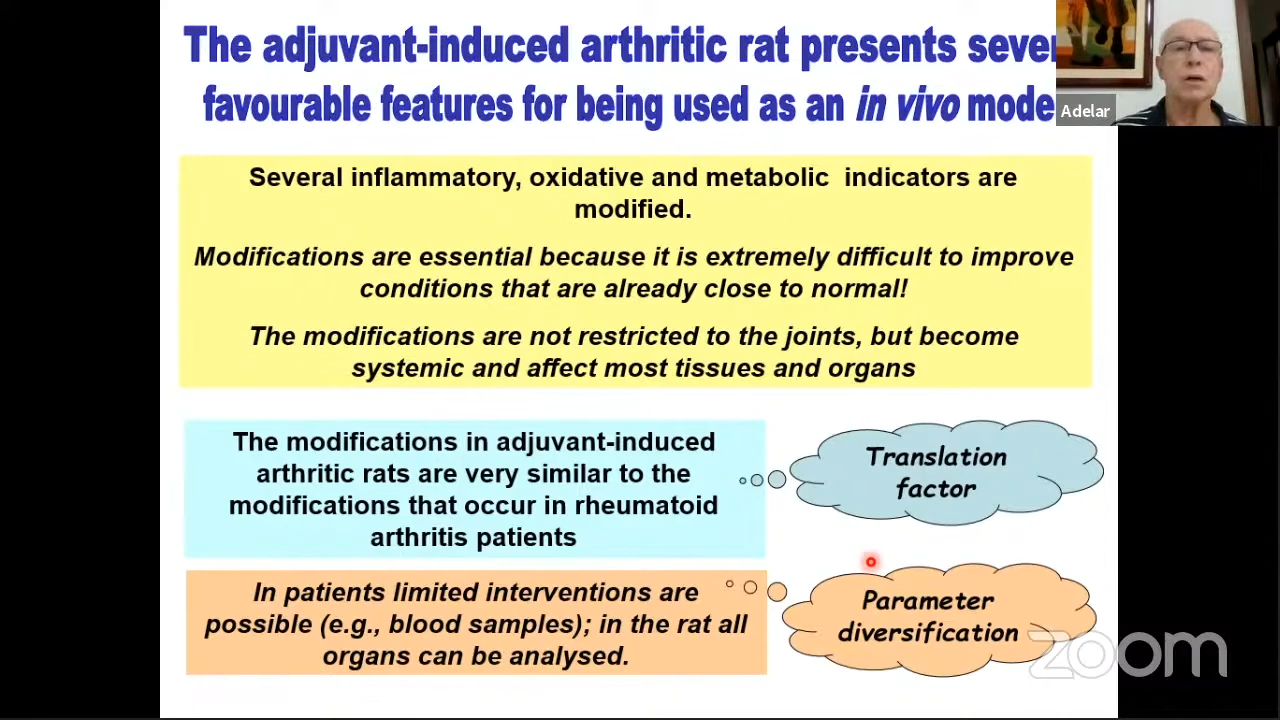 The adjuvant-induced arthritic rat presents sever
favourable features for being used as an in vivo mode
Adelar
Several inflammatory, oxidative and metabolic indicators are
modified.
Modifications are essential because it is extremely difficult to improve
conditions that are already close to normal!
The modifications are not restricted to the joints, but become
systemic and affect most tissues and organs
The modifications in adjuvant-induced
arthritic rats are very similar to the
modifications that occur in rheumatoid
arthritis patients
Translation
factor
In patients limited interventions are
possible (e.g., blood samples); in the rat all
organs can be analysed.
Parameter
diversification
zoom